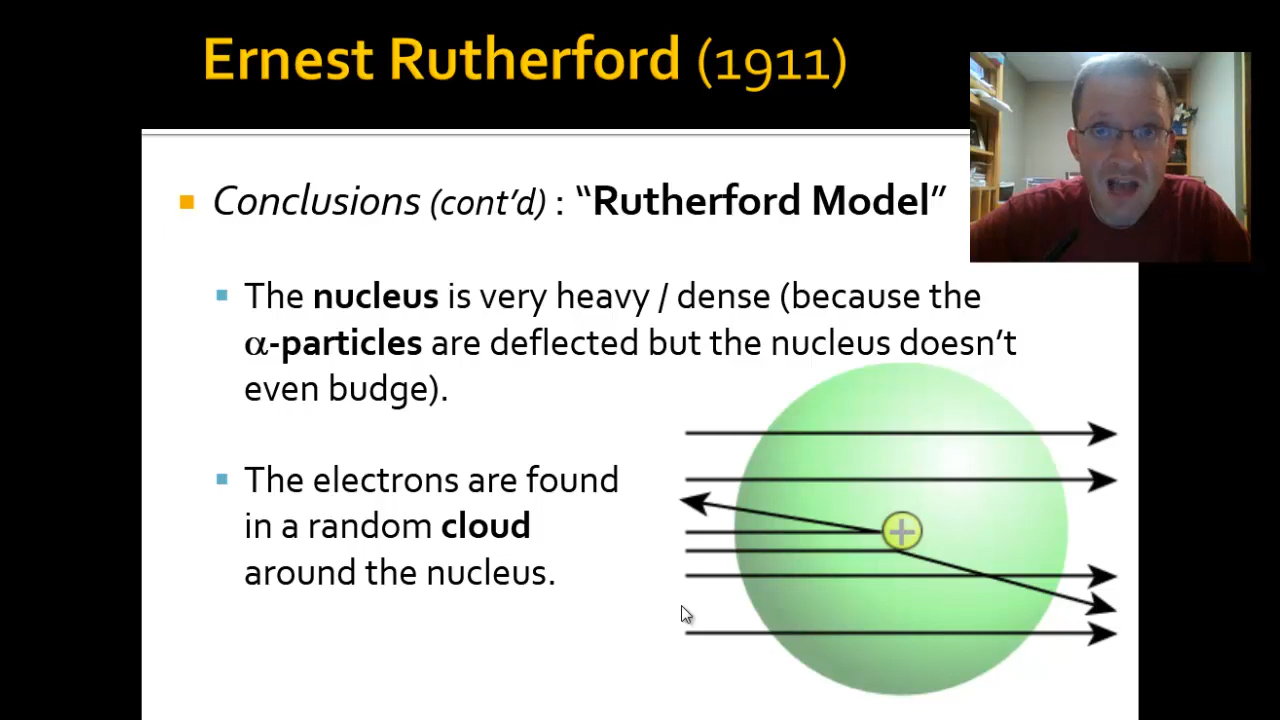 Ernest Rutherford (1911)
Conclusions (cont'd) : “Rutherford Model”
The nucleus is very heavy / dense (because the
α-particles are deflected but the nucleus doesn't
even budge).
The electrons are found
in a random cloud
around the nucleus.
+